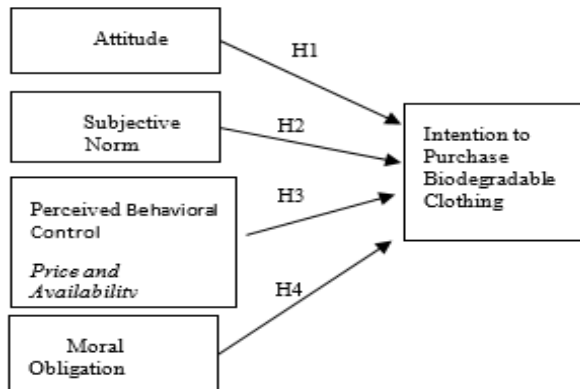 Attitude
H1
Subjective
Norm
H2
Perceived Behavioral
Control
Price and
Availability
H3
Moral
Obligation
H4
Intention to
Purchase
Biodegradable
Clothing